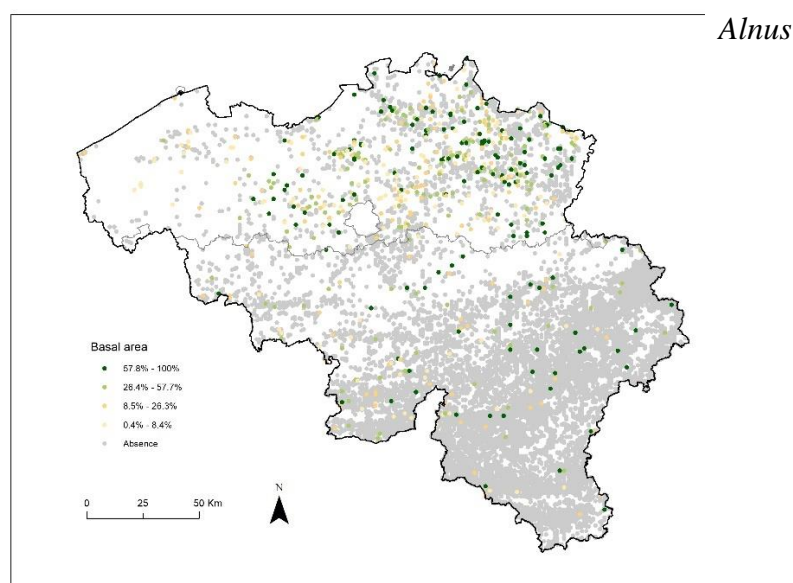 Alnus
Basal area
57.8% - 100%
26.4% - 57.7%
8.5% - 26.3%
0.4% - 8.4%
Absence
N
0 25 50 Km